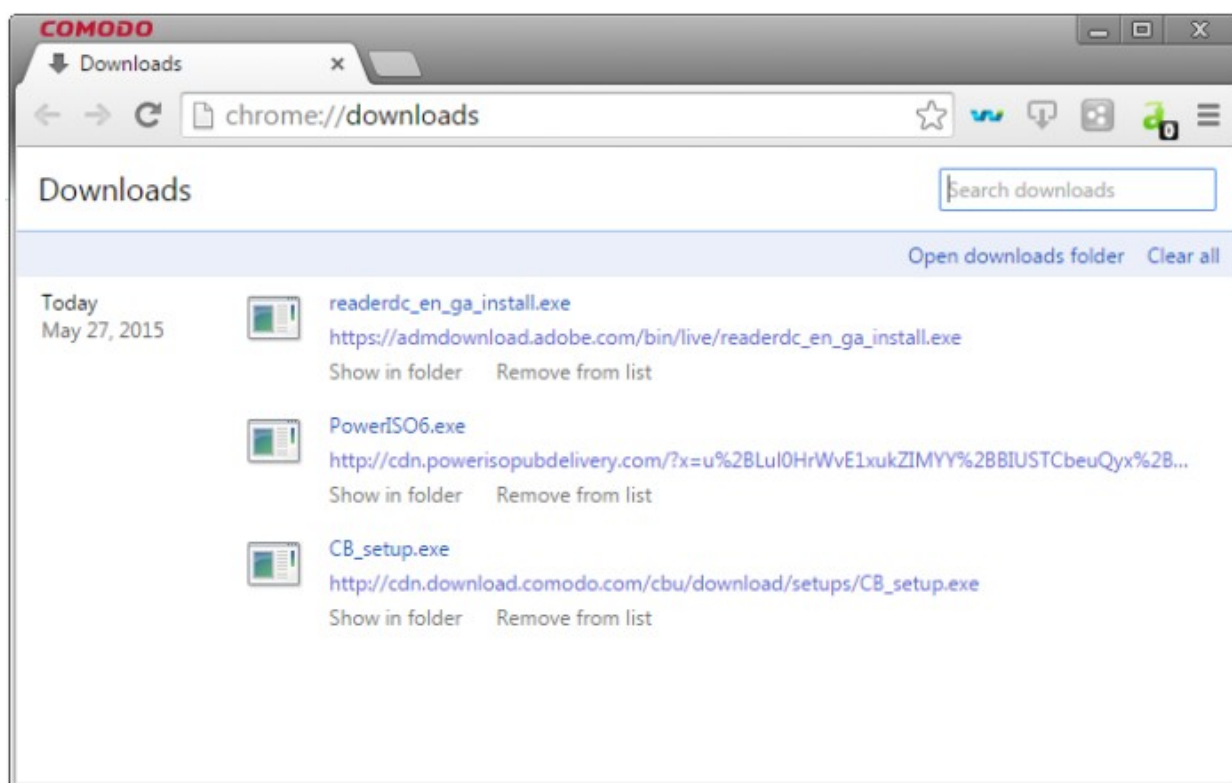 COMODO
Downloads
chrome://downloads
0
Downloads
Search downloads
Open downloads folder Clear all
Today
May 27, 2015
readerdc_en_ga_install.exe
https://admdownload.adobe.com/bin/live/readerdc_en_ga_install.exe
Show in folder Remove from list
PowerISO6.exe
http://cdn.powerisopubdelivery.com/?x=u%2BLul0HrWvE1xukZIMYY%2BBIUSTCbeuQyx%2B...
Show in folder Remove from list
CB_setup.exe
http://cdn.download.comodo.com/cbu/download/setups/CB_setup.exe
Show in folder Remove from list